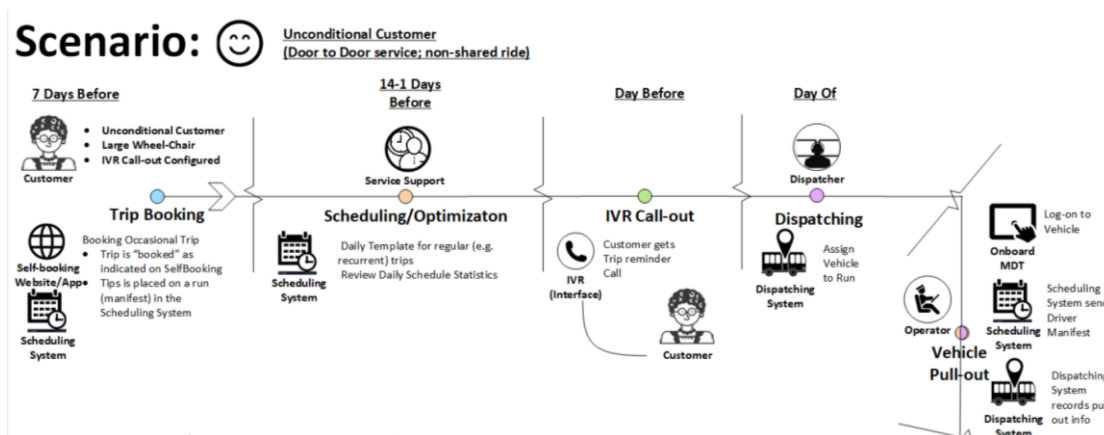 Scenario:
Unconditional Customer
(Door to Door service; non-shared ride)
7 Days Before
14-1 Days
Before
Day Before
Day Of
• Unconditional Customer
• Large Wheel-Chair
• IVR Call-out Configured
Customer
Service Support
Dispatcher
Trip Booking
Scheduling/Optimizaton
IVR Call-out
Dispatching
Self-booking
Website/App
Scheduling
System
Booking Occasional Trip
• Trip is "booked" as
indicated on SelfBooking
• Tips is placed on a run
(manifest) in the
Scheduling System
Scheduling
System
Daily Template for regular (e.g.
recurrent) trips
Review Daily Schedule Statistics
IVR
(Interface)
Customer gets
Trip reminder
Call
Customer
Dispatching
System
Assign
Vehicle
to Run
Onboard
MDT
Log-on to
Vehicle
Operator
Vehicle
Pull-out
Scheduling
System
Scheduling
System send
Driver
Manifest
Dispatching
System
Dispatching
System
records pu
out info